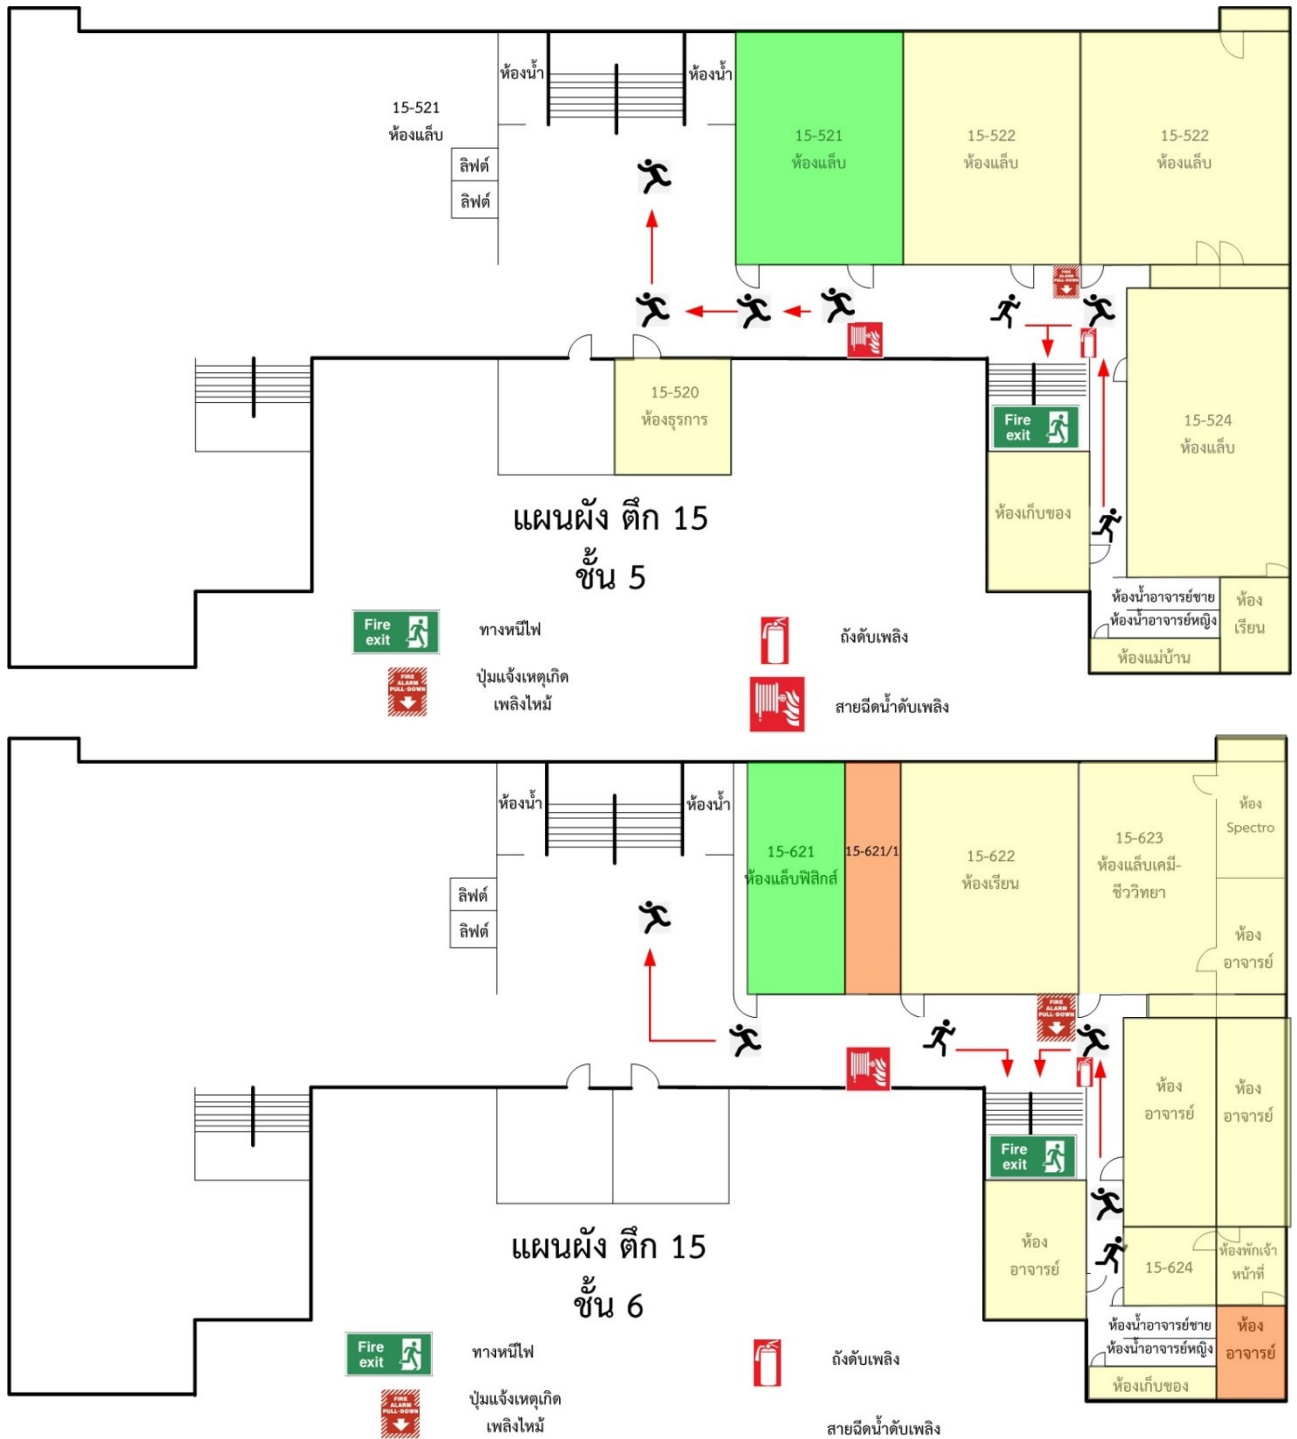 ห้องน้ำ
ห้องน้ำ
15-521
ห้องแล็บ
ลิฟต์
ลิฟต์
15-521
ห้องแล็บ
15-522
ห้องแล็บ
15-522
ห้องแล็บ
FIRE
ALARM
PULL-DOWN
15-520
ห้องธุรการ
Fire
exit
15-524
ห้องแล็บ
ห้องเก็บของ
แผนผัง ตึก 15
ชั้น 5
ห้องน้ำอาจารย์ชาย
ห้องน้ำอาจารย์หญิง
ห้อง
เรียน
ห้องแม่บ้าน
Fire
exit
ทางหนีไฟ
ถังดับเพลิง
FIRE
ALARM
PULL-DOWN
ปุ่มแจ้งเหตุเกิด
เพลิงไหม้
สายฉีดน้ำดับเพลิง
ห้องน้ำ
ห้องน้ำ
ลิฟต์
ลิฟต์
15-621
ห้องแล็บฟิสิกส์
15-621/1
15-622
ห้องเรียน
15-623
ห้องแล็บเคมี-
ชีววิทยา
ห้อง
Spectro
ห้อง
อาจารย์
FIRE
ALARM
PULL-DOWN
ห้อง
อาจารย์
ห้อง
อาจารย์
Fire
exit
ห้อง
อาจารย์
15-624
ห้องพักเจ้า
หน้าที่
แผนผัง ตึก 15
ชั้น 6
ห้องน้ำอาจารย์ชาย
ห้องน้ำอาจารย์หญิง
ห้อง
อาจารย์
ห้องเก็บของ
Fire
exit
ทางหนีไฟ
ถังดับเพลิง
FIRE
ALARM
PULL-DOWN
ปุ่มแจ้งเหตุเกิด
เพลิงไหม้
สายฉีดน้ำดับเพลิง